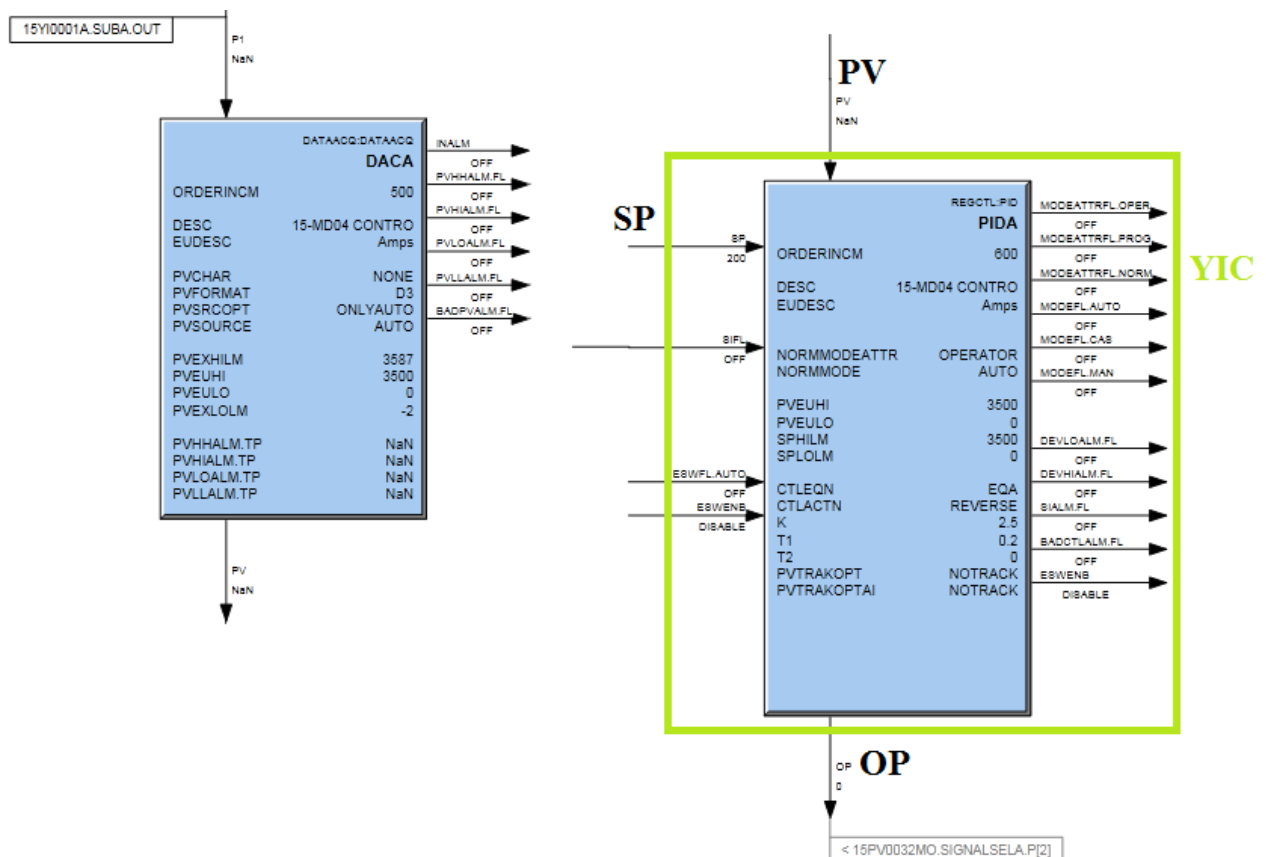 15YI0001A.SUBA.OUT
P1
NaN
DATAACQ:DATAACQ
DACA
ORDERINCM 500
DESC 15-MD04 CONTRO
EUDESC Amps
PVCHAR NONE
PVFORMAT D3
PVSRCOPT ONLYAUTO
PVSOURCE AUTO
PVEXHILM 3587
PVEUHI 3500
PVEULO 0
PVEXLOLM -2
PVHHALM.TP NaN
PVHIALM.TP NaN
PVLOALM.TP NaN
PVLLALM.TP NaN
INALM
OFF
PVHHALM.FL
OFF
PVHIALM.FL
OFF
PVLOALM.FL
OFF
PVLLALM.FL
OFF
BADPVALM.FL
OFF
PV
NaN
PV
PV
NaN
SP
SP
200
SIFL
OFF
ESWFL.AUTO
OFF
ESWENB
DISABLE
REGCTL:PID
PIDA
ORDERINCM 600
DESC 15-MD04 CONTRO
EUDESC Amps
NORMMODEATTR OPERATOR
NORMMODE AUTO
PVEUHI 3500
PVEULO 0
SPHILM 3500
SPLOLM 0
CTLEQN EQA
CTLACTN REVERSE
K 2.5
T1 0.2
T2 0
PVTRAKOPT NOTRACK
PVTRAKOPTAI NOTRACK
MODEATTRFL.OPER
OFF
MODEATTRFL.PROG
OFF
MODEATTRFL.NORM
OFF
MODEFL.AUTO
OFF
MODEFL.CAS
OFF
MODEFL.MAN
OFF
DEVLOALM.FL
OFF
DEVHIALM.FL
OFF
SIALM.FL
OFF
BADCTLALM.FL
OFF
ESWENB
DISABLE
YIC
OP
OP
0
< 15PV0032MO.SIGNALSELA.P[2]